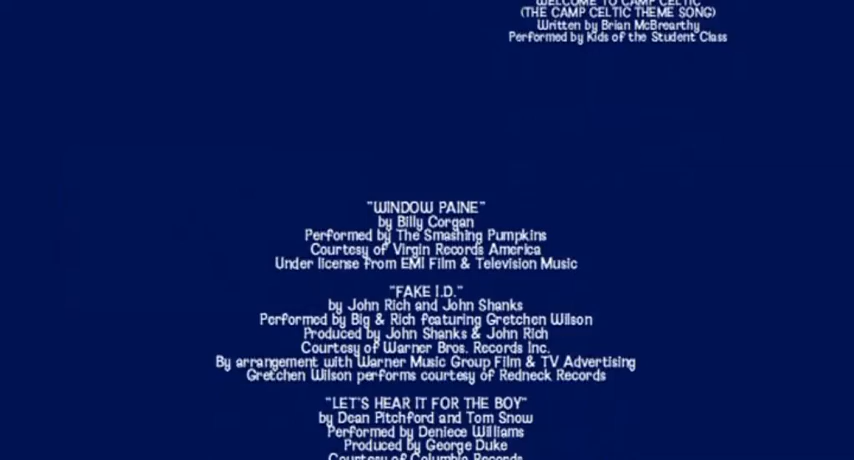 WELCOME TO CAMP CELTIC
(THE CAMP CELTIC THEME SONG)
Written by Brian McBrearthy
Performed by Kids of the Student Class
"WINDOW PAINE"
by Billy Corgan
Performed by The Smashing Pumpkins
Courtesy of Virgin Records America
Under license from EMI Film & Television Music
"FAKE I.D."
by John Rich and John Shanks
Performed by Big & Rich featuring Gretchen Wilson
Produced by John Shanks & John Rich
Courtesy of Warner Bros. Records Inc.
By arrangement with Warner Music Group Film & TV Advertising
Gretchen Wilson performs courtesy of Redneck Records
"LET'S HEAR IT FOR THE BOY"
by Dean Pitchford and Tom Snow
Performed by Deniece Williams
Produced by George Duke
Courtesy of Columbia Records